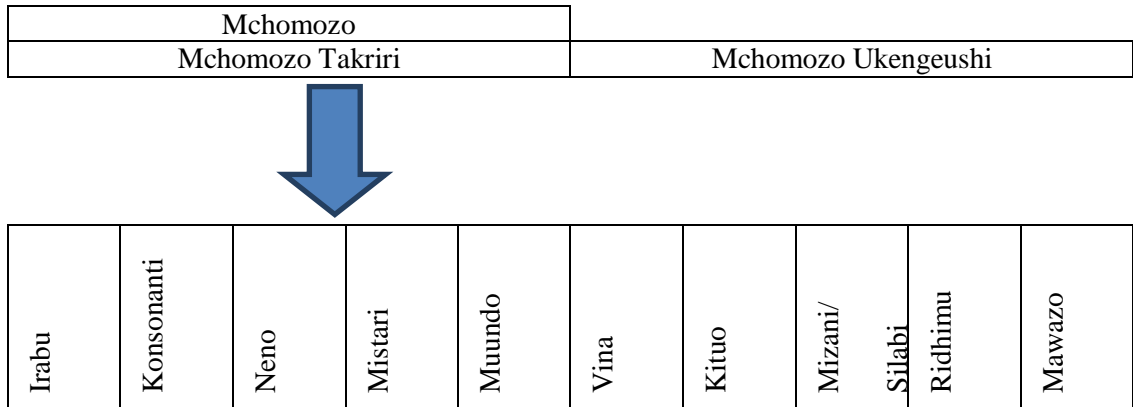 Mchomozo
Mchomozo Takriri
Mchomozo Ukengeushi
Irabu
Konsonanti
Neno
Mistari
Muundo
Vina
Kituo
Mizani/
Silabi
Ridhimu
Mawazo